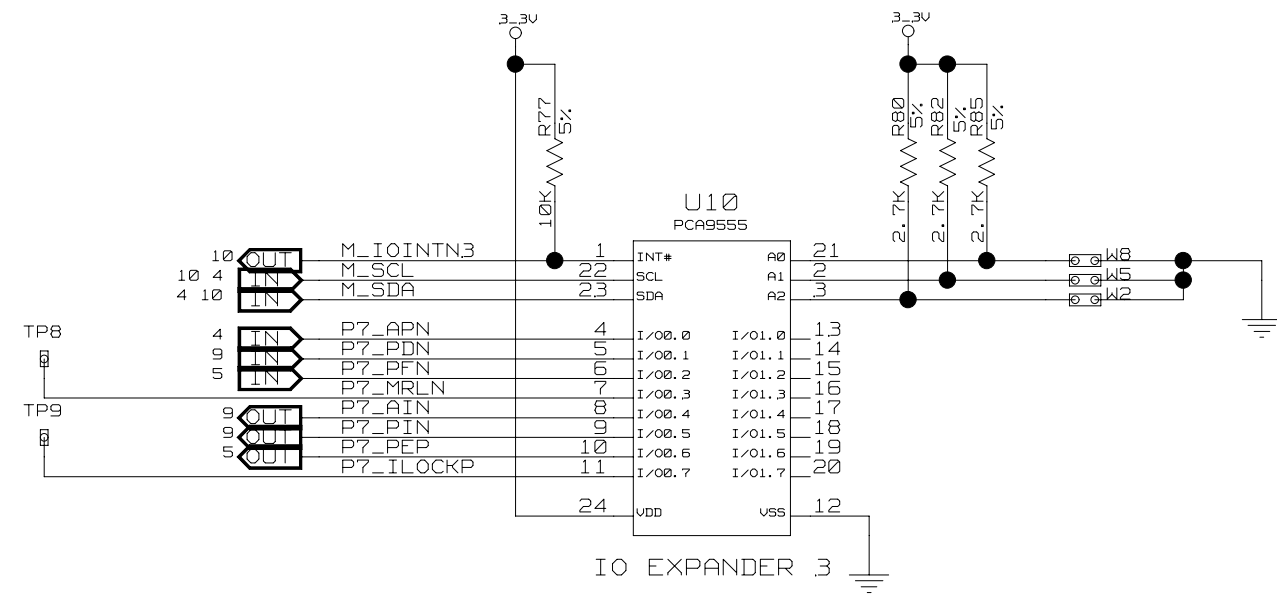 3_3V
3_3V
R77
5%
10K
R80
5%
2.7K
R82
5%
2.7K
R85
5%
2.7K
U10
PCA9555
10 OUT M_IOINTN3 1 INT# A0 21 W8
10 4 IN M_SCL 22 SCL A1 2 W5
4 10 IN M_SDA 23 SDA A2 3 W2
TP8
4 IN P7_APN 4 I/O0.0 I/O1.0 13
9 IN P7_PDN 5 I/O0.1 I/O1.1 14
5 IN P7_PFN 6 I/O0.2 I/O1.2 15
P7_MRLN 7 I/O0.3 I/O1.3 16
TP9
9 OUT P7_AIN 8 I/O0.4 I/O1.4 17
9 OUT P7_PIN 9 I/O0.5 I/O1.5 18
5 OUT P7_PEP 10 I/O0.6 I/O1.6 19
P7_ILOCKP 11 I/O0.7 I/O1.7 20
24 VDD VSS 12
IO EXPANDER 3